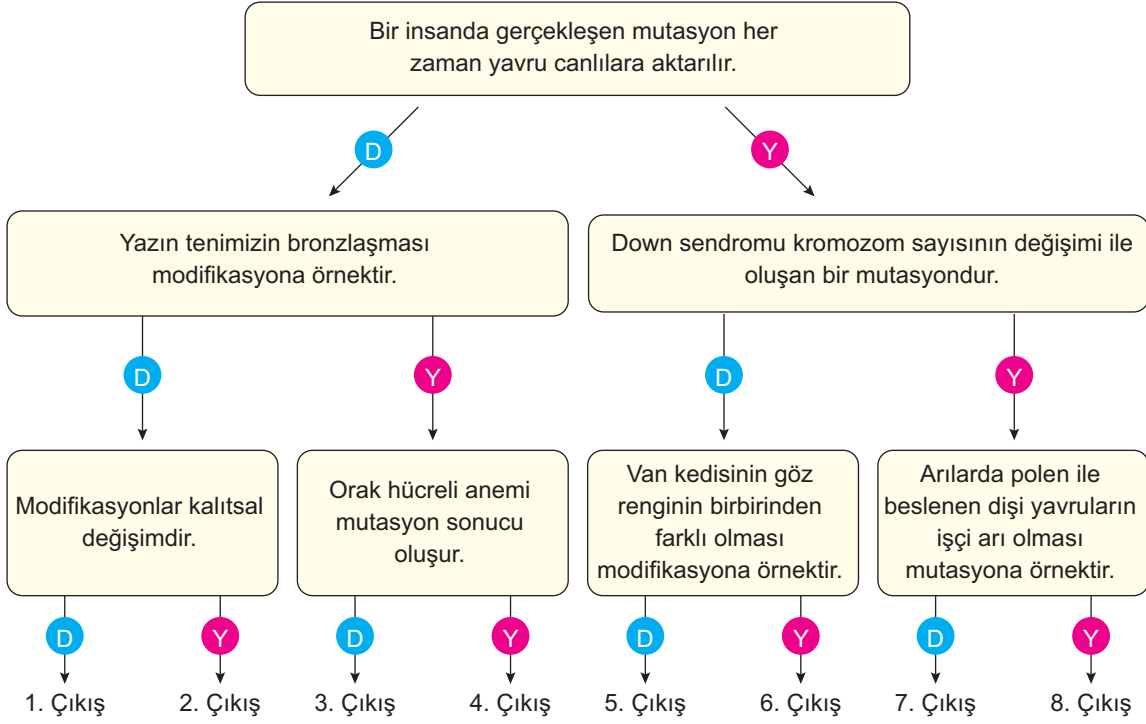 Bir insanda gerçekleşen mutasyon her
zaman yavru canlılara aktarılır.
D
Y
Yazın tenimizin bronzlaşması
modifikasyona örnektir.
Down sendromu kromozom sayısının değişimi ile
oluşan bir mutasyondur.
D
Y
D
Y
Modifikasyonlar kalıtsal
değişimdir.
Orak hücreli anemi
mutasyon sonucu
oluşur.
Van kedisinin göz
renginin birbirinden
farklı olması
modifikasyona örnektir.
Arılarda polen ile
beslenen dişi yavruların
işçi arı olması
mutasyona örnektir.
D
Y
D
Y
D
Y
D
Y
1. Çıkış
2. Çıkış
3. Çıkış
4. Çıkış
5. Çıkış
6. Çıkış
7. Çıkış
8. Çıkış